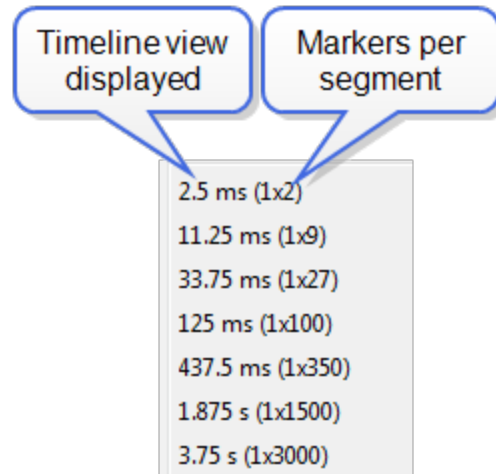 Timeline view
displayed
Markers per
segment
2.5 ms (1x2)
11.25 ms (1x9)
33.75 ms (1x27)
125 ms (1x100)
437.5 ms (1x350)
1.875 s (1x1500)
3.75 s (1x3000)